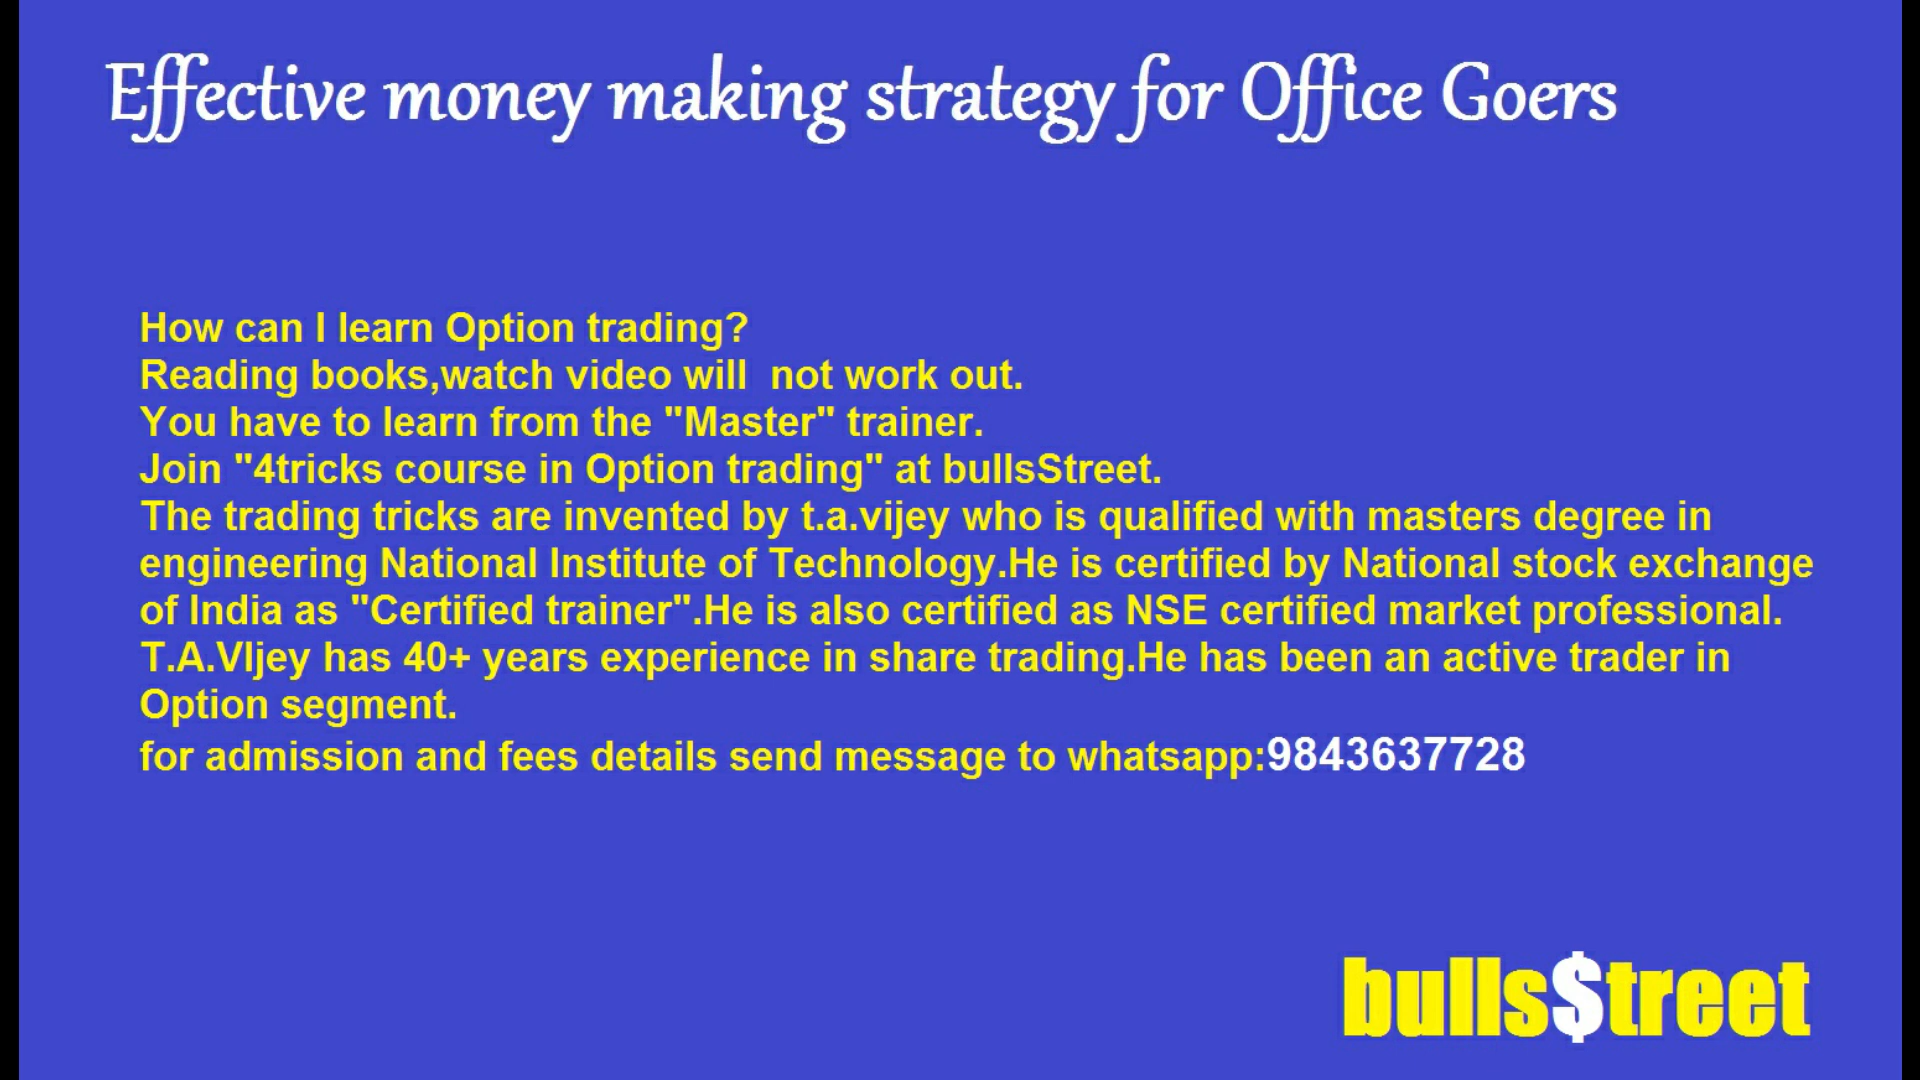 Effective money making strategy for Office Goers
How can I learn Option trading?
Reading books,watch video will  not work out.
You have to learn from the "Master" trainer.
Join "4tricks course in Option trading" at bullsStreet.
The trading tricks are invented by t.a.vijey who is qualified with masters degree in
engineering National Institute of Technology.He is certified by National stock exchange
of India as "Certified trainer".He is also certified as NSE certified market professional.
T.A.VIjey has 40+ years experience in share trading.He has been an active trader in
Option segment.
for admission and fees details send message to whatsapp:9843637728
bulls$treet